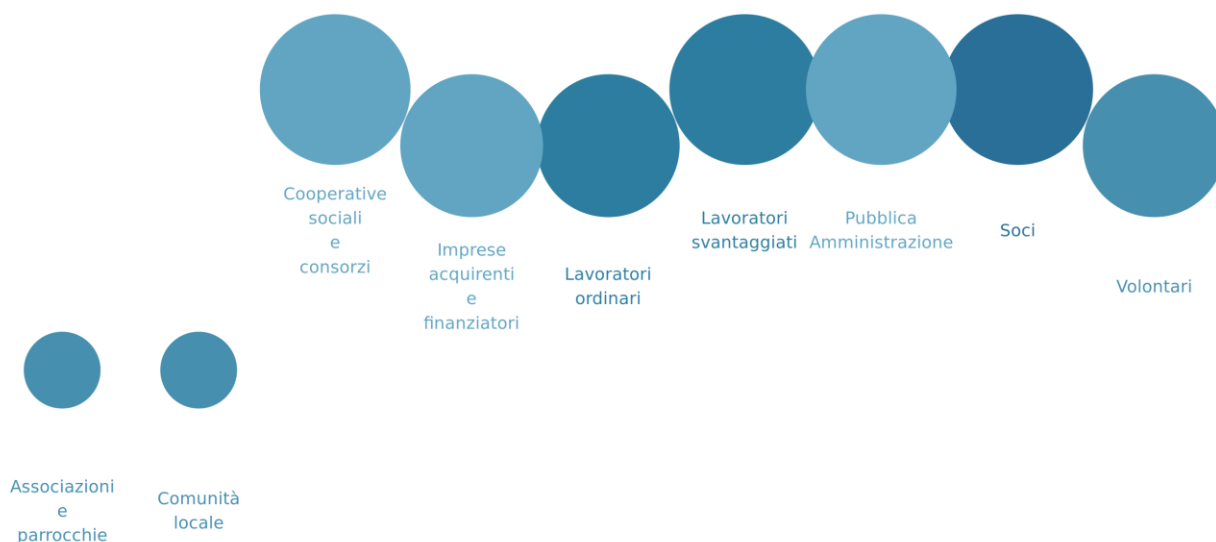 Cooperative
sociali
e
consorzi
Imprese
acquirenti
e
finanziatori
Lavoratori
ordinari
Lavoratori
svantaggiati
Pubblica
Amministrazione
Soci
Volontari
Associazioni
e
parrocchie
Comunità
locale